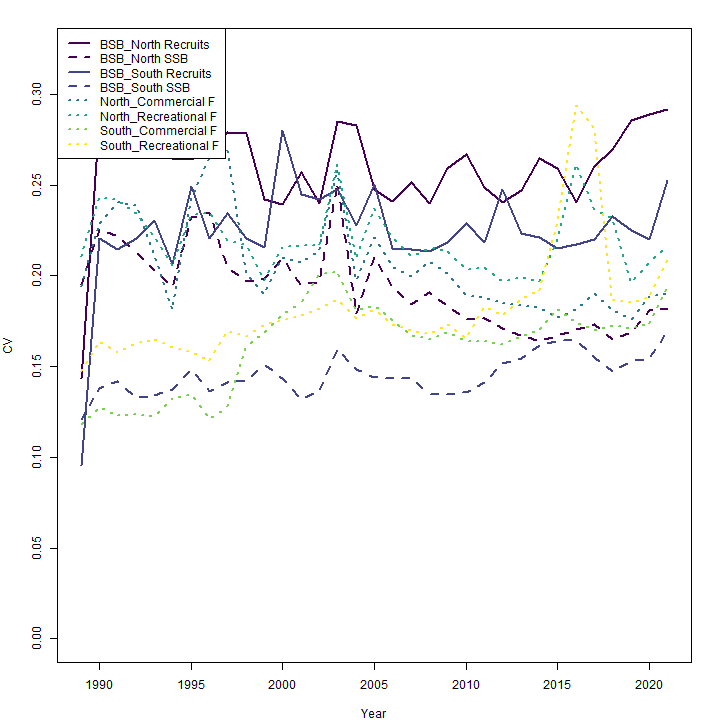 BSB_North Recruits
BSB_North SSB
BSB_South Recruits
BSB_South SSB
North_Commercial F
North_Recreational F
South_Commercial F
South_Recreational F
0.30
0.25
0.20
0.15
0.10
0.05
0.00
CV
1990 1995 2000 2005 2010 2015 2020
Year